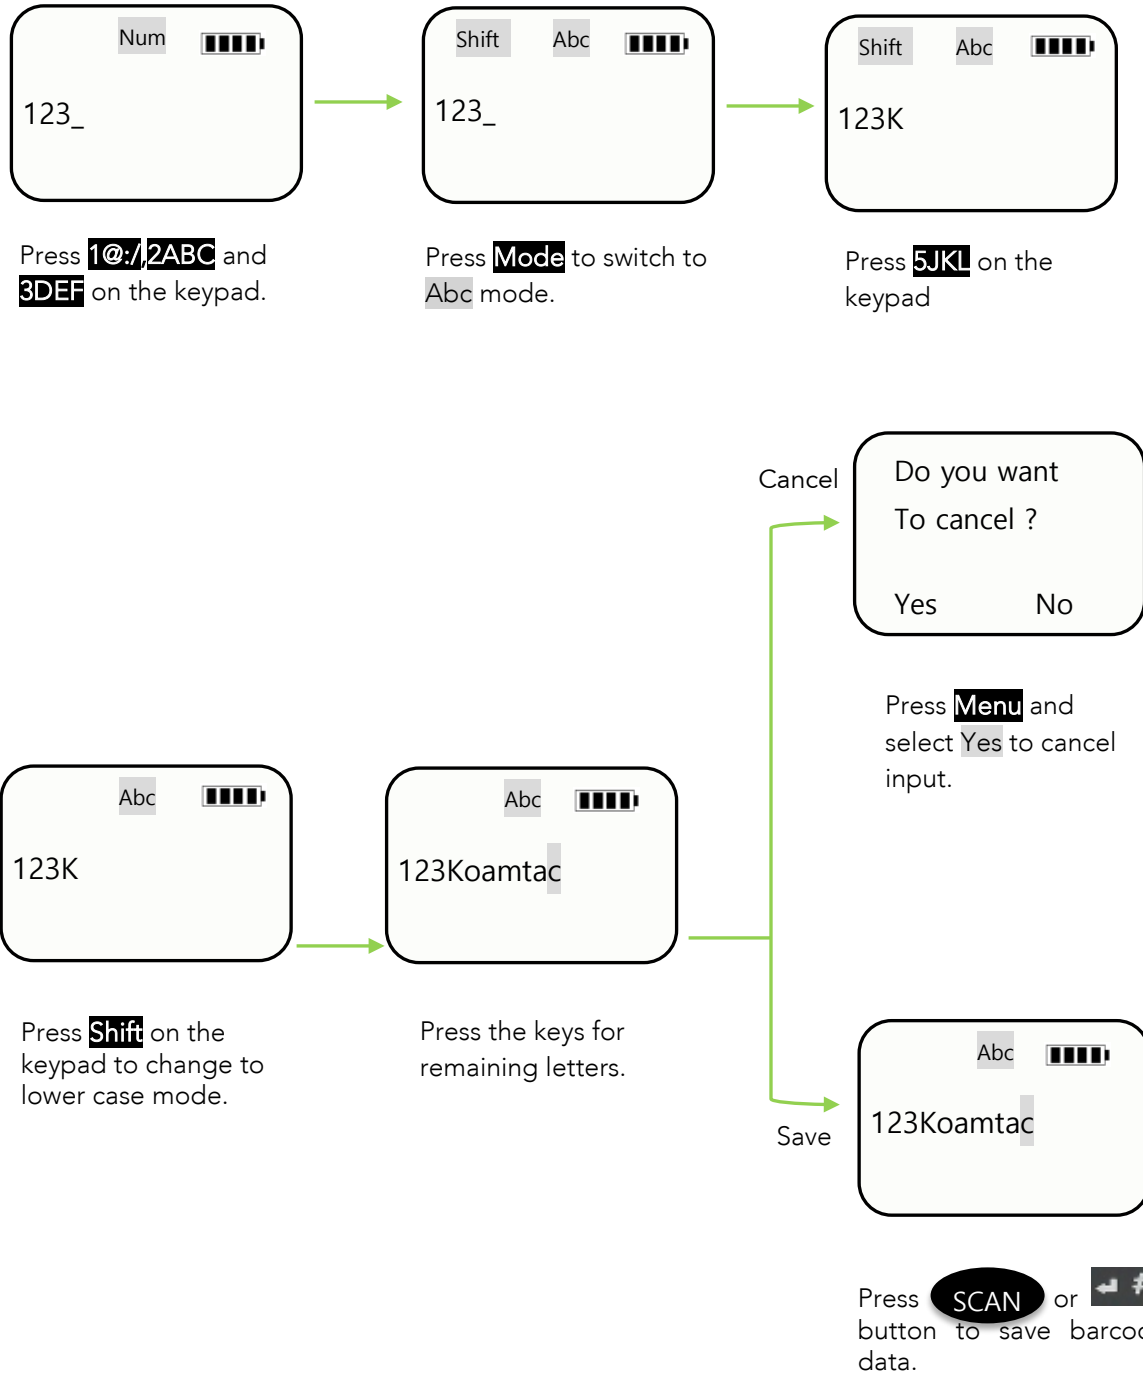 Num
123_
Press 1@:/,2ABC and
3DEF on the keypad.
Shift Abc
123_
Press Mode to switch to
Abc mode.
Shift Abc
123K
Press 5JKL on the
keypad
Abc
123K
Press Shift on the
keypad to change to
lower case mode.
Abc
123Koamtac
Press the keys for
remaining letters.
Cancel
Do you want
To cancel ?
Yes No
Press Menu and
select Yes to cancel
input.
Save
Abc
123Koamtac
Press SCAN or ↵ #
button to save barcod
data.